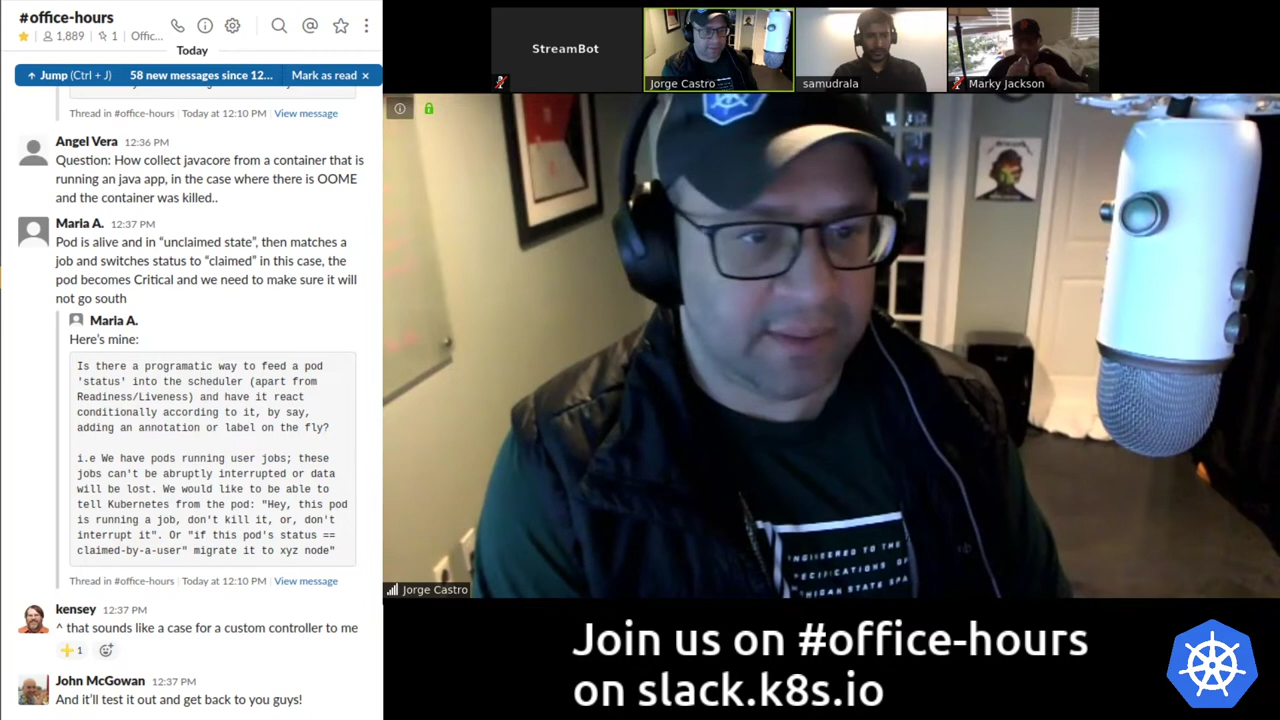 #office-hours
1,889
1
Offic...
Today
Jump (Ctrl + J)
58 new messages since 12...
Mark as read ×
Thread in #office-hours | Today at 12:10 PM | View message
Angel Vera 12:36 PM
Question: How collect javacore from a container that is
running an java app, in the case where there is OOME
and the container was killed..
Maria A. 12:37 PM
Pod is alive and in “unclaimed state”, then matches a
job and switches status to “claimed” in this case, the
pod becomes Critical and we need to make sure it will
not go south
Maria A.
Here’s mine:
Is there a programatic way to feed a pod
'status' into the scheduler (apart from
Readiness/Liveness) and have it react
conditionally according to it, by say,
adding an annotation or label on the fly?
i.e We have pods running user jobs; these
jobs can't be abruptly interrupted or data
will be lost. We would like to be able to
tell Kubernetes from the pod: "Hey, this pod
is running a job, don't kill it, or, don't
interrupt it". Or "if this pod's status ==
claimed-by-a-user" migrate it to xyz node"
Thread in #office-hours | Today at 12:10 PM | View message
kensey 12:37 PM
^ that sounds like a case for a custom controller to me
1
John McGowan 12:37 PM
And it’ll test it out and get back to you guys!
StreamBot
Jorge Castro
samudrala
Marky Jackson
NGINEERED TO THE
PECIFICATIONS OF
HIGAN STATE SPA
Jorge Castro
Join us on #office-hours
on slack.k8s.io